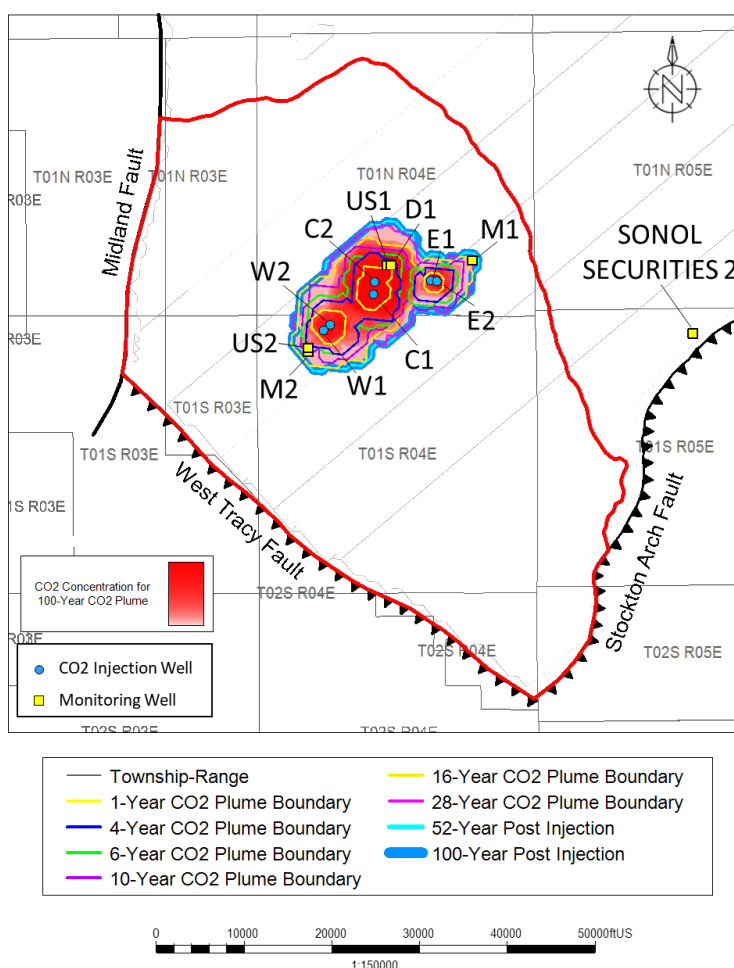 N
T01N R03E
T01N R03E
T01N R04E
T01N R05E
T01N R05E
R03E
Midland Fault
US1
D1
C2
E1
M1
SONOL
SECURITIES 2
W2
E2
R03E
US2
C1
M2
W1
T01S R03E
T01S R03E
T01S R04E
T01S R05E
1S R03E
West Tracy Fault
Stockton Arch Fault
CO2 Concentration for
100-Year CO2 Plume
T02S R04E
R03E
T02S R04E
T02S R05E
CO2 Injection Well
Monitoring Well
T02S R03E
T02S R04E
Township-Range
1-Year CO2 Plume Boundary
4-Year CO2 Plume Boundary
6-Year CO2 Plume Boundary
10-Year CO2 Plume Boundary
16-Year CO2 Plume Boundary
28-Year CO2 Plume Boundary
52-Year Post Injection
100-Year Post Injection
0 10000 20000 30000 40000 50000ftUS
1:150000